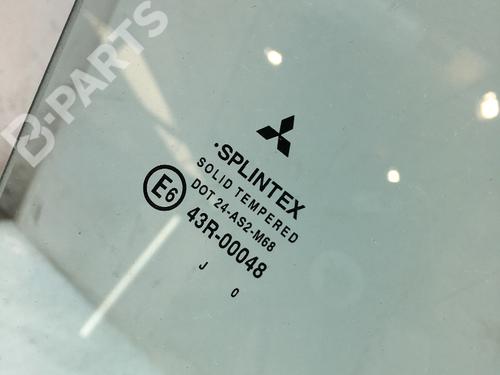 B-PARTS
·SPLINTEX
SOLID TEMPERED
DOT 24-AS2-M68
E6
43R-00048
J 0